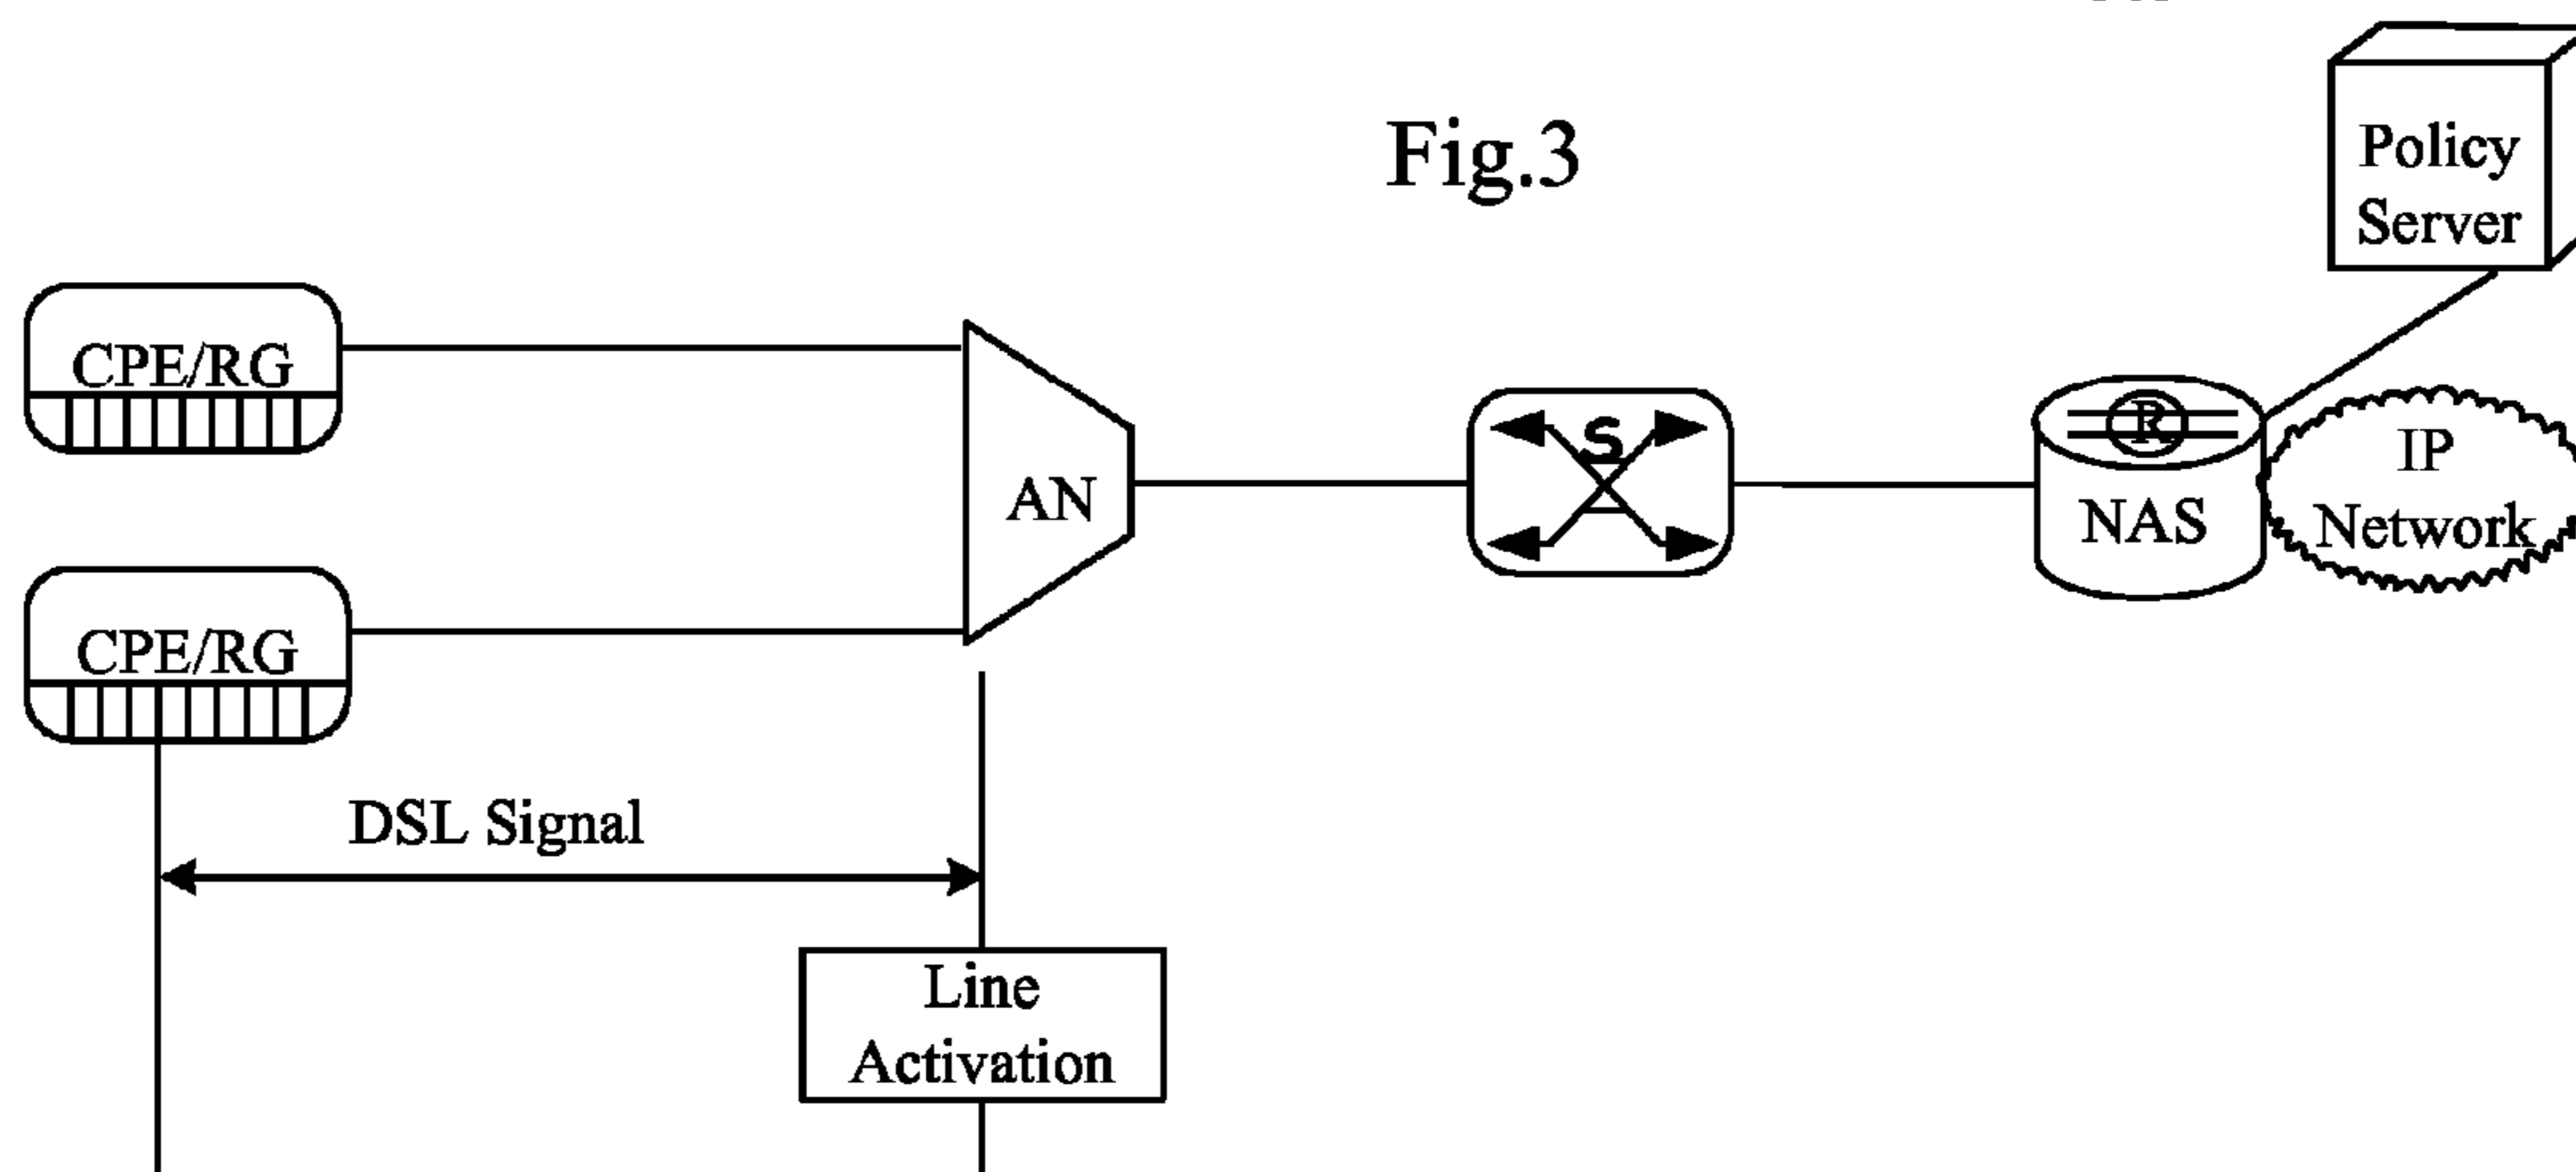 Fig.3
Policy
Server
CPE/RG
AN
S
R
NAS
IP
Network
CPE/RG
DSL Signal
Line
Activation